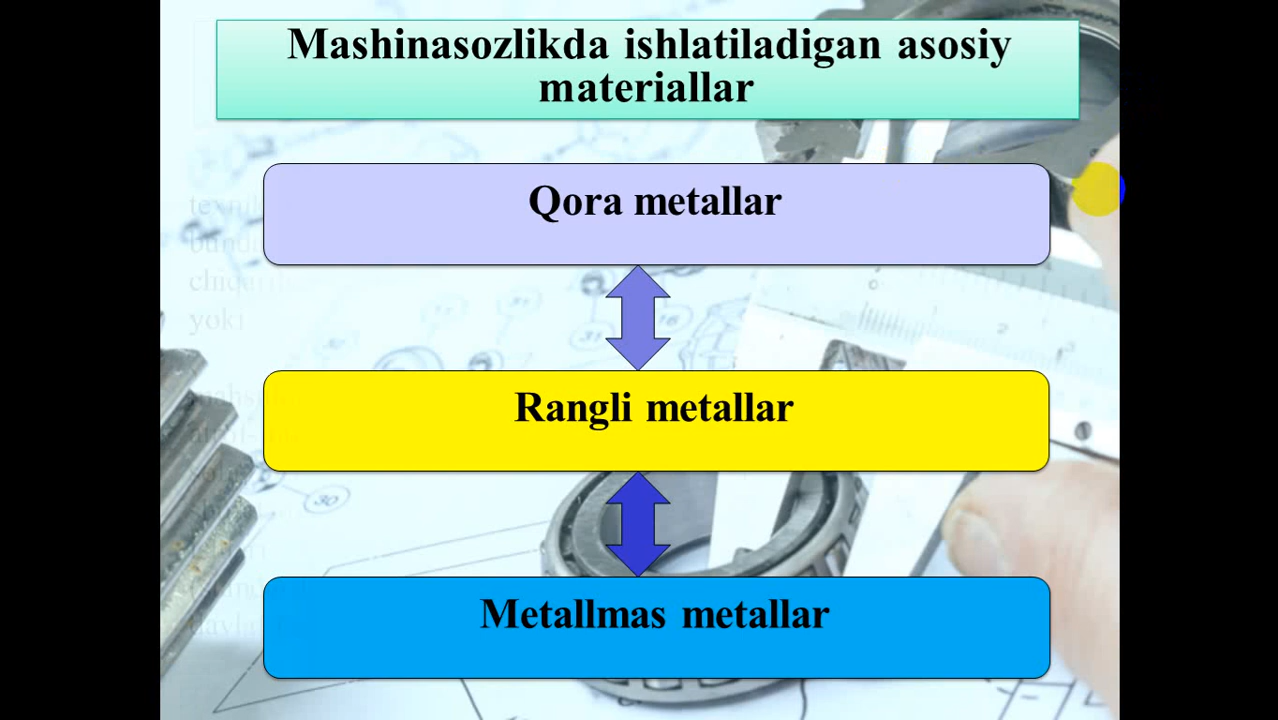 Mashinasozlikda ishlatiladigan asosiy
materiallar
Qora metallar
Rangli metallar
Metallmas metallar